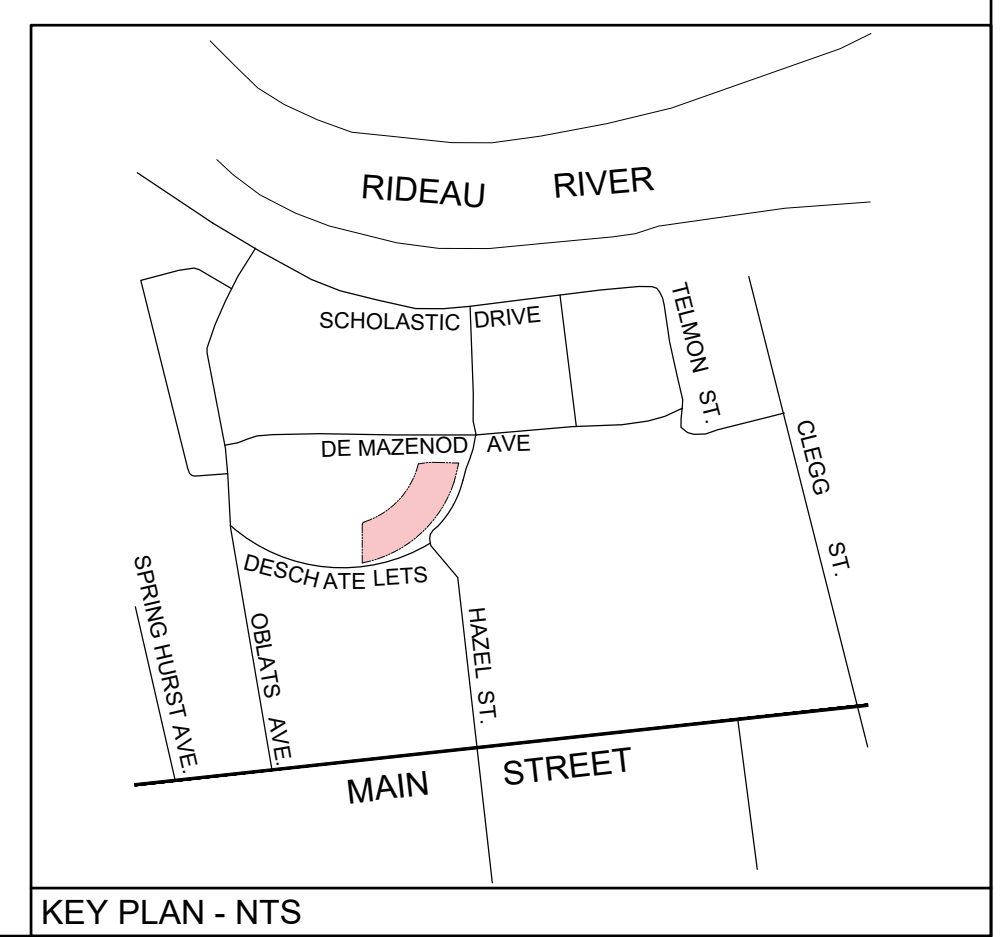 RIDEAU RIVER
SCHOLASTIC DRIVE
TELMON ST.
DE MAZENOD AVE
CLEGG ST.
DESCHATE LETS
SPRING HURST AVE.
OBLATS AVE.
HAZEL ST.
MAIN STREET
KEY PLAN - NTS